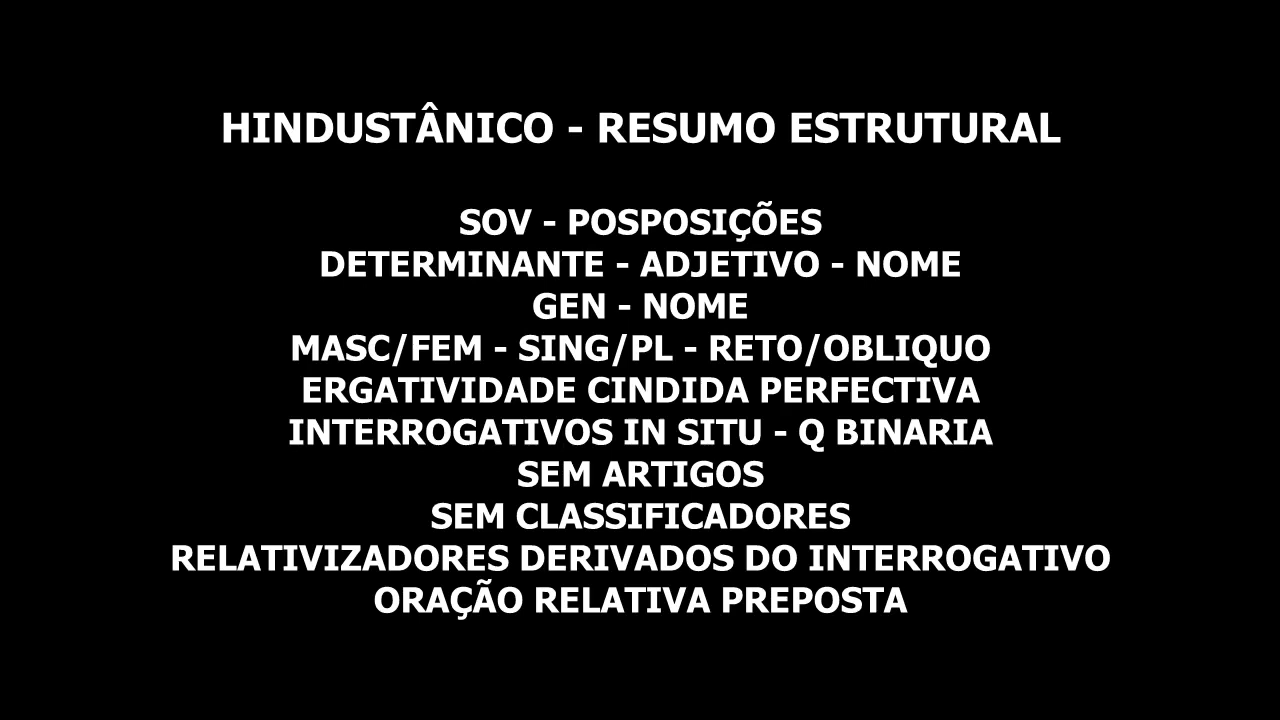 HINDUSTÂNICO - RESUMO ESTRUTURAL
SOV - POSPOSIÇÕES
DETERMINANTE - ADJETIVO - NOME
GEN - NOME
MASC/FEM - SING/PL - RETO/OBLIQUO
ERGATIVIDADE CINDIDA PERFECTIVA
INTERROGATIVOS IN SITU - Q BINARIA
SEM ARTIGOS
SEM CLASSIFICADORES
RELATIVIZADORES DERIVADOS DO INTERROGATIVO
ORAÇÃO RELATIVA PREPOSTA